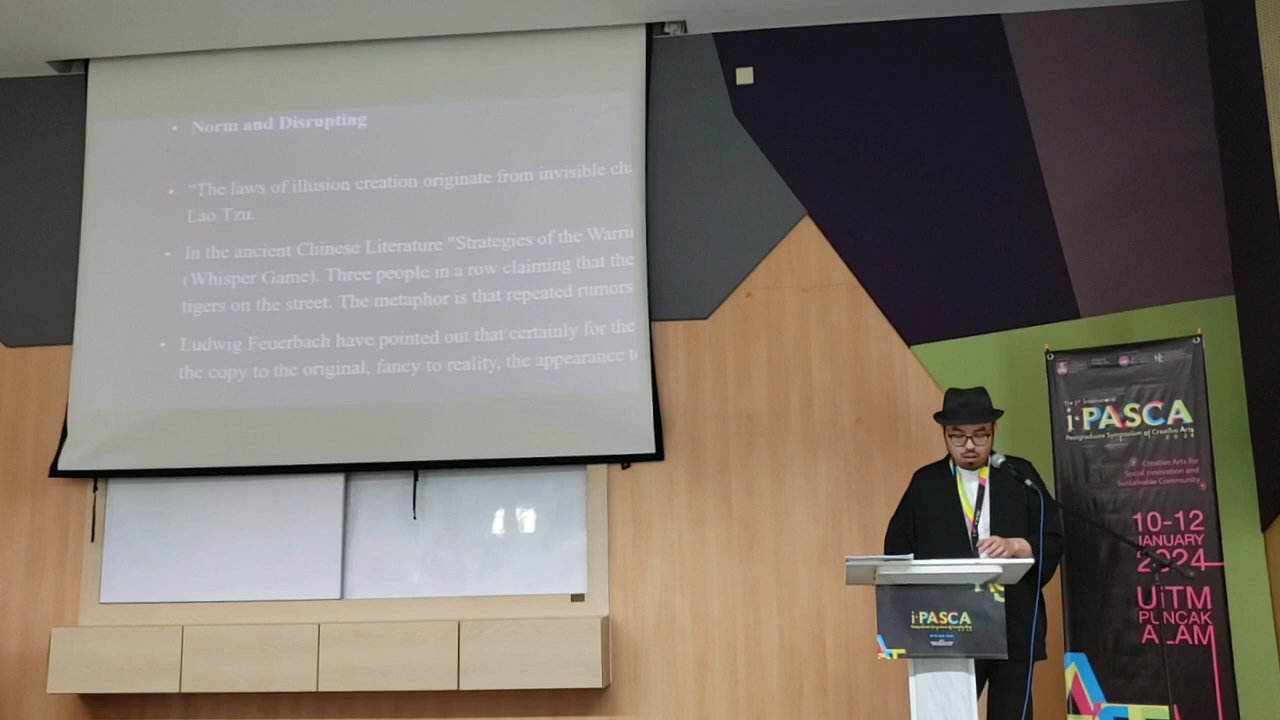 Norm and Disrupting
"The laws of illusion creation originate from invisible
Lao Tzu.
In the ancient Chinese Literature "Strategies of the
(Whisper Game). Three people in a row claiming that
tigers on the street. The metaphor is that repeated rumors
Ludwig Feuerbach have pointed out that certainly for the
the copy to the original, fancy to reality, the appearance
The 1st International
i-PASCA
Postgraduate Symposium of Creative Arts
Creative Arts for
Social Innovation and
Sustainable Community
10-12
JANUARY
2024
UiTM
PUNCAK
ALAM
i-PASCA